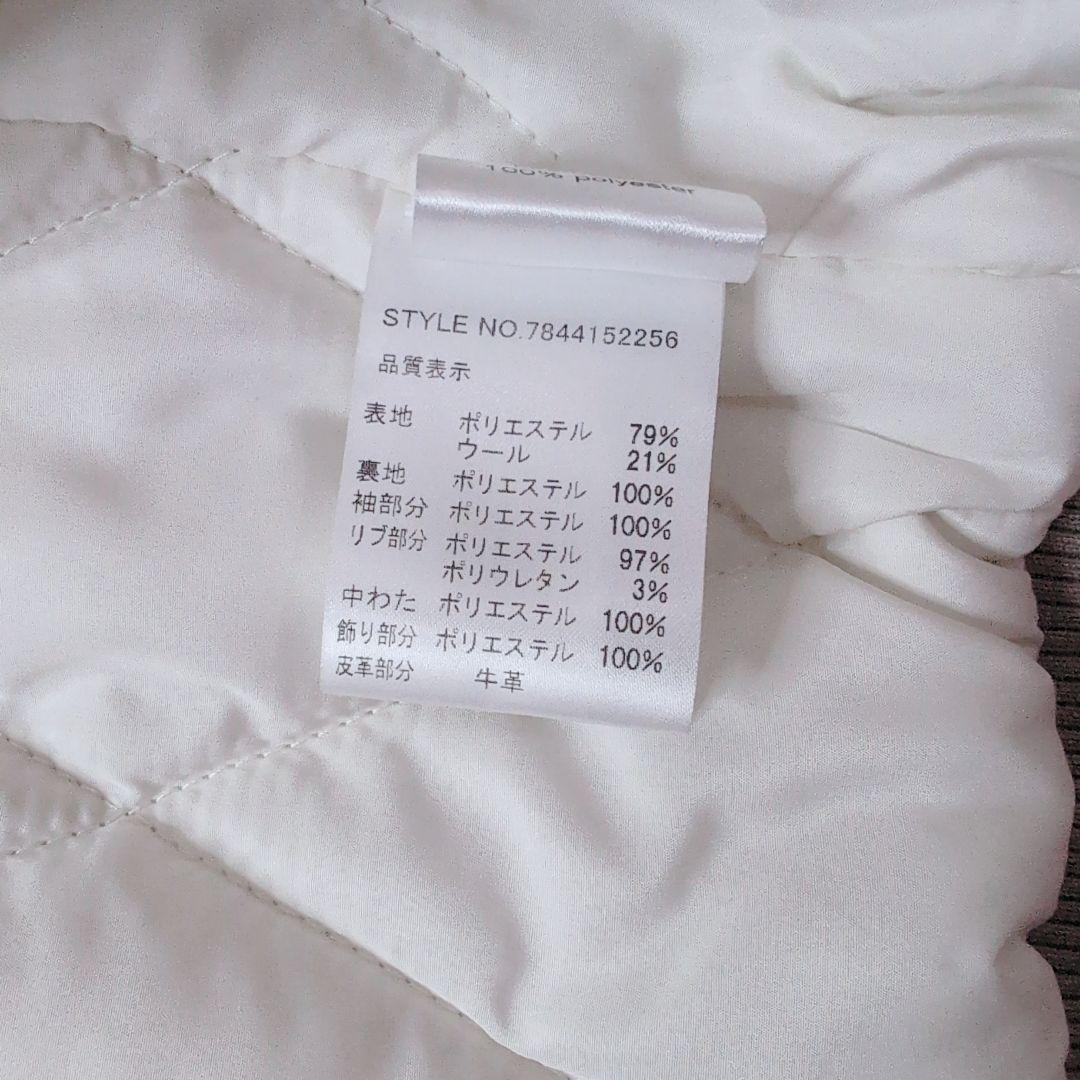 100% polyester
STYLE NO.7844152256
品質表示
表地 ポリエステル 79%
ウール 21%
裏地 ポリエステル 100%
袖部分 ポリエステル 100%
リブ部分 ポリエステル 97%
ポリウレタン 3%
中わた ポリエステル 100%
飾り部分 ポリエステル 100%
皮革部分 牛革